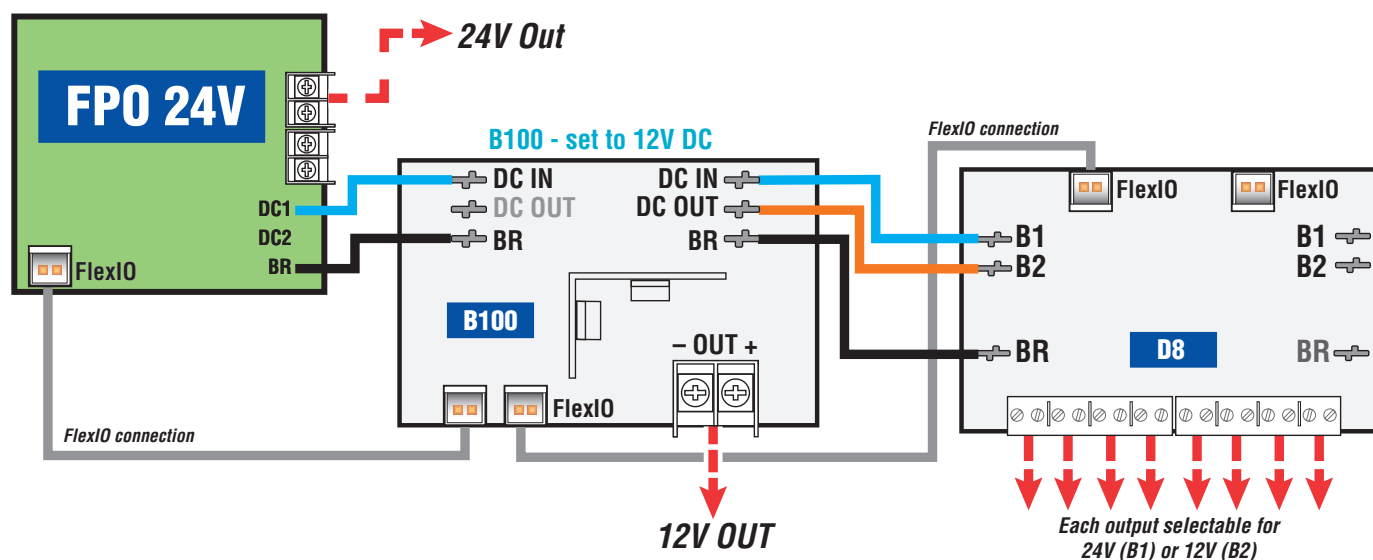 24V Out
FPO 24V
DC1
DC2
BR
FlexIO
FlexIO connection
B100 - set to 12V DC
DC IN
DC OUT
BR
DC IN
DC OUT
BR
B100
– OUT +
FlexIO
12V OUT
FlexIO connection
FlexIO
FlexIO
B1
B2
BR
B1
B2
BR
D8
Each output selectable for
24V (B1) or 12V (B2)